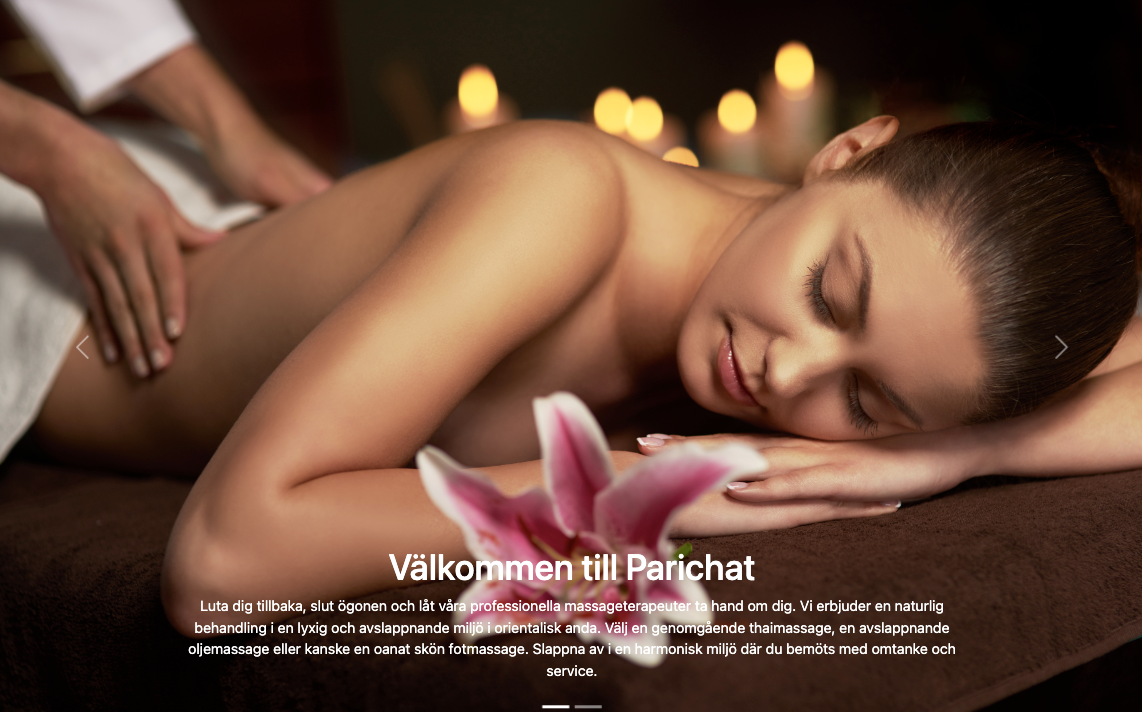 Välkommen till Parichat
Luta dig tillbaka, slut ögonen och låt våra professionella massageterapeuter ta hand om dig. Vi erbjuder en naturlig
behandling i en lyxig och avslappnande miljö i orientalisk anda. Välj en genomgående thaimassage, en avslappnande
oljemassage eller kanske en oanat skön fotmassage. Slappna av i en harmonisk miljö där du bemöts med omtanke och
service.